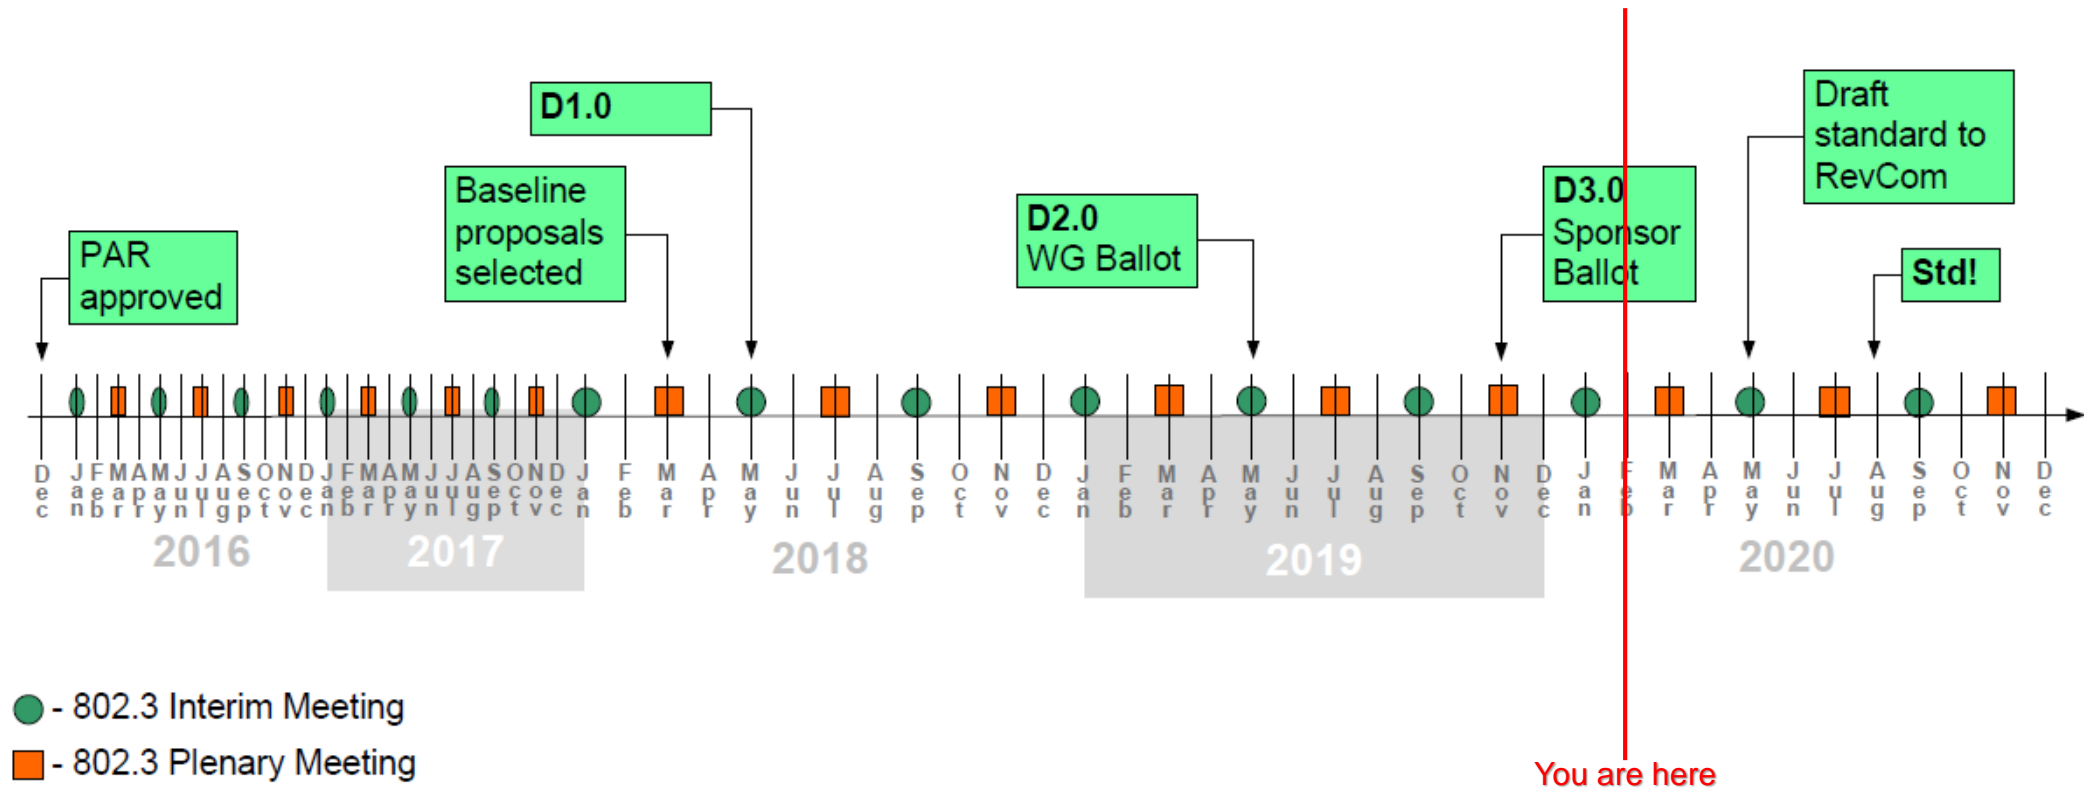 D1.0
Draft
standard to
RevCom
Baseline
proposals
selected
D2.0
WG Ballot
D3.0
Sponsor
Ballot
PAR
approved
Std!
Dec Jan Feb Mar Apr May Jun Jul Aug Sep Oct Nov Dec Jan Feb Mar Apr May Jun Jul Aug Sep Oct Nov Dec Jan Feb Mar Apr May Jun Jul Aug Sep Oct Nov Dec Jan Feb Mar Apr May Jun Jul Aug Sep Oct Nov Dec Jan Feb Mar Apr May Jun Jul Aug Sep Oct Nov Dec
2016 2017 2018 2019 2020
- 802.3 Interim Meeting
- 802.3 Plenary Meeting
You are here